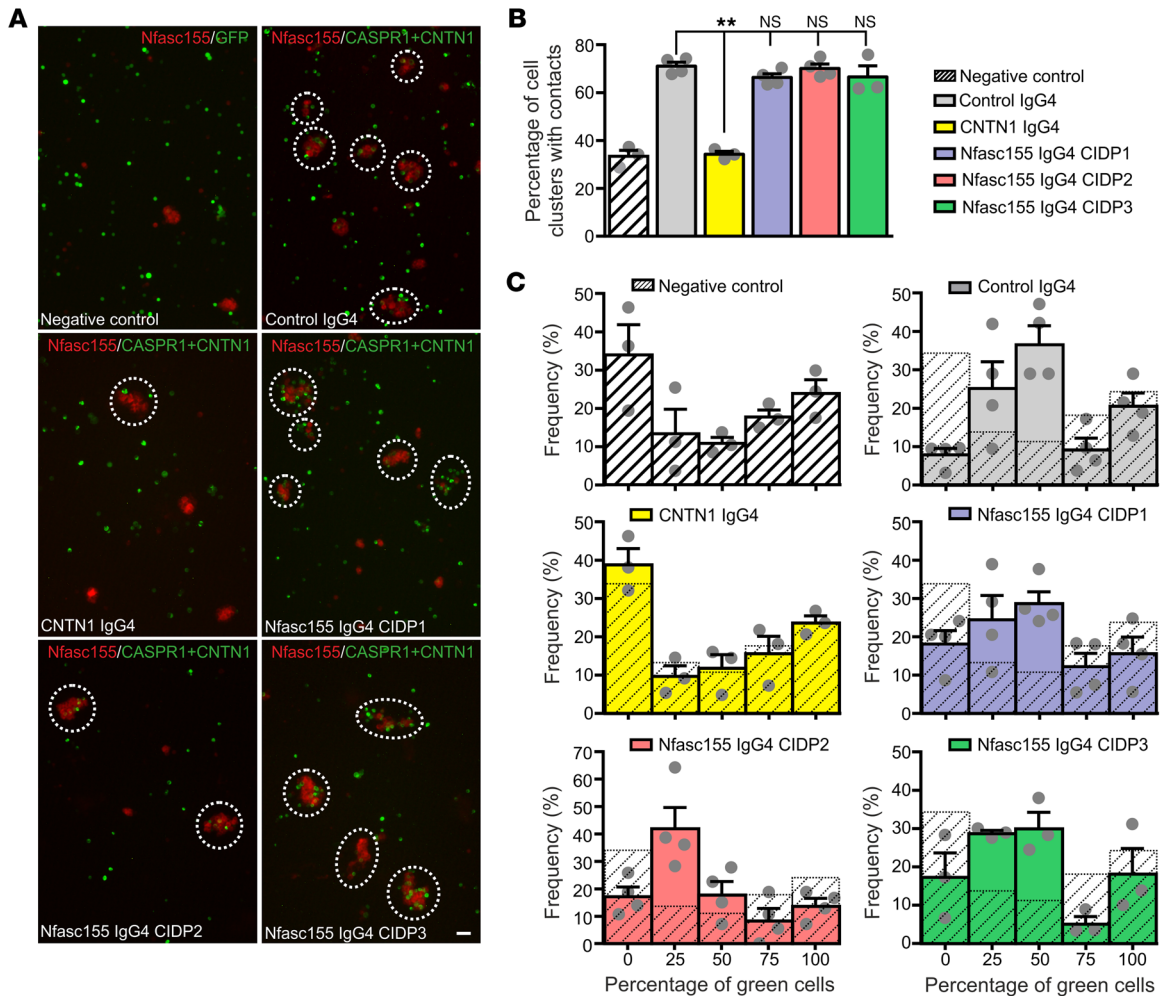 A
Nfasc155/GFP
Nfasc155/CASPR1+CNTN1
Negative control
Control IgG4
Nfasc155/CASPR1+CNTN1
Nfasc155/CASPR1+CNTN1
CNTN1 IgG4
Nfasc155 IgG4 CIDP1
Nfasc155/CASPR1+CNTN1
Nfasc155/CASPR1+CNTN1
Nfasc155 IgG4 CIDP2
Nfasc155 IgG4 CIDP3
B
Percentage of cell
clusters with contacts
80
60
40
20
0
** NS NS NS
Negative control
Control IgG4
CNTN1 IgG4
Nfasc155 IgG4 CIDP1
Nfasc155 IgG4 CIDP2
Nfasc155 IgG4 CIDP3
C
Negative control
Frequency (%)
50
40
30
20
10
0
Control IgG4
Frequency (%)
50
40
30
20
10
0
CNTN1 IgG4
Frequency (%)
50
40
30
20
10
0
Nfasc155 IgG4 CIDP1
Frequency (%)
50
40
30
20
10
0
Nfasc155 IgG4 CIDP2
Frequency (%)
70
60
50
40
30
20
10
0
0 25 50 75 100
Percentage of green cells
Nfasc155 IgG4 CIDP3
Frequency (%)
50
40
30
20
10
0
0 25 50 75 100
Percentage of green cells